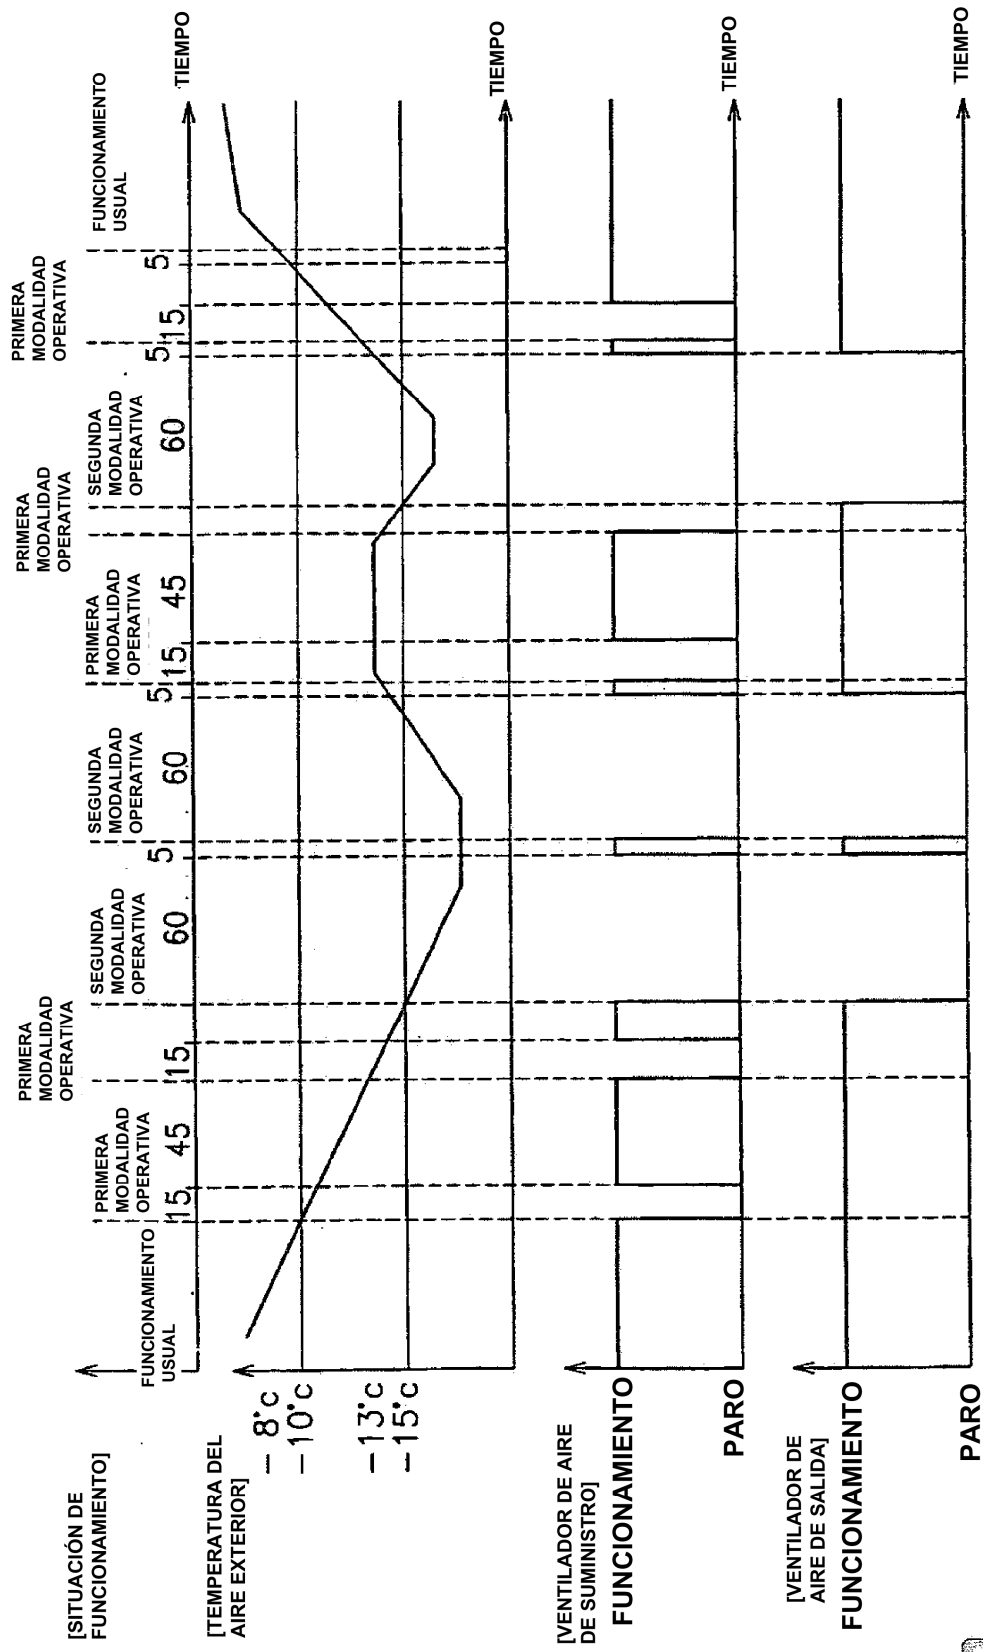 [SITUACIÓN DE
FUNCIONAMIENTO]
FUNCIONAMIENTO
USUAL
PRIMERA
MODALIDAD
OPERATIVA
PRIMERA
MODALIDAD
OPERATIVA
SEGUNDA
MODALIDAD
OPERATIVA
SEGUNDA
MODALIDAD
OPERATIVA
PRIMERA
MODALIDAD
OPERATIVA
PRIMERA
MODALIDAD
OPERATIVA
SEGUNDA
MODALIDAD
OPERATIVA
PRIMERA
MODALIDAD
OPERATIVA
FUNCIONAMIENTO
USUAL
15 45 15 60 5 60 5 15 45 60 5 15 5
TIEMPO
[TEMPERATURA DEL
AIRE EXTERIOR]
-8°C
-10°C
-13°C
-15°C
TIEMPO
[VENTILADOR DE AIRE
DE SUMINISTRO]
FUNCIONAMIENTO
PARO
TIEMPO
[VENTILADOR DE
AIRE DE SALIDA]
FUNCIONAMIENTO
PARO
TIEMPO